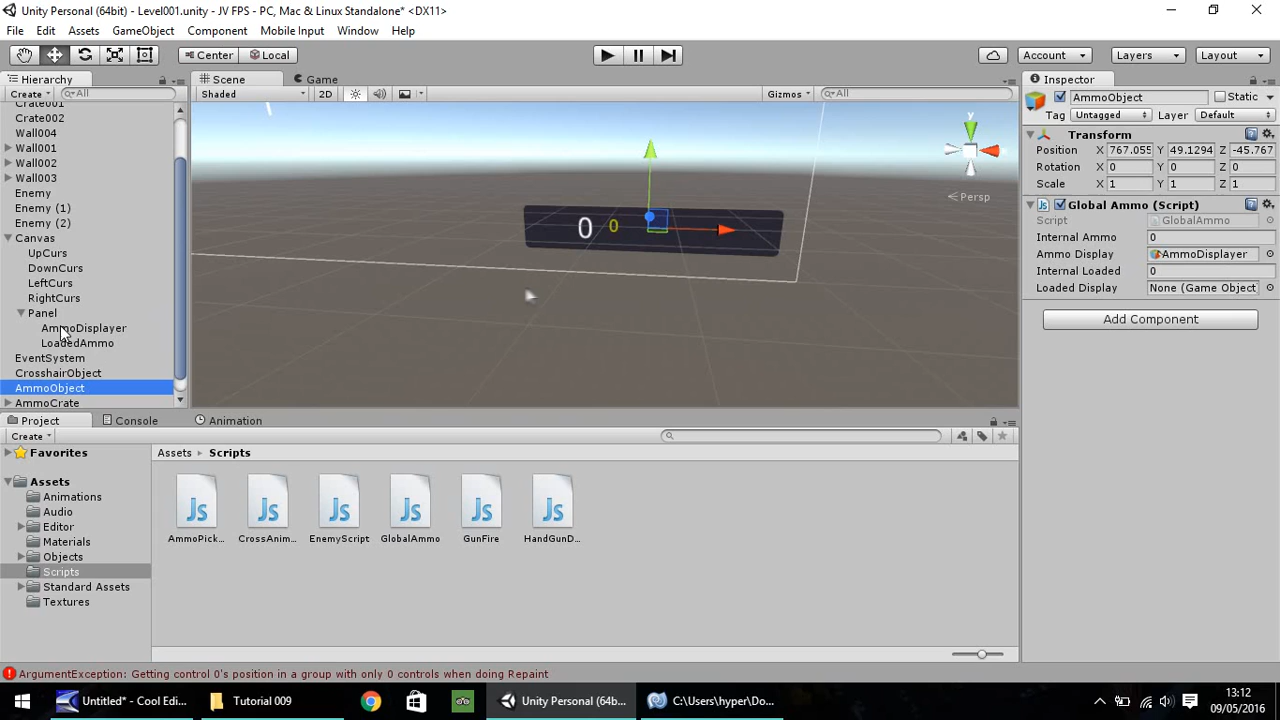 Unity Personal (64bit) - Level001.unity - JV FPS - PC, Mac & Linux Standalone* <DX11>
File Edit Assets GameObject Component Mobile Input Window Help
Center Local Account Layers Layout
Hierarchy
Create All
Crate001
Crate002
Wall004
Wall001
Wall002
Wall003
Enemy
Enemy (1)
Enemy (2)
Canvas
UpCurs
DownCurs
LeftCurs
RightCurs
Panel
AmmoDisplayer
LoadedAmmo
EventSystem
CrosshairObject
AmmoObject
AmmoCrate
Scene Game
Shaded 2D Gizmos All
y
Persp
0 0
Inspector
AmmoObject Static
Tag Untagged Layer Default
Transform
Position X 767.055 Y 49.1294 Z -45.767
Rotation X 0 Y 0 Z 0
Scale X 1 Y 1 Z 1
Global Ammo (Script)
Script GlobalAmmo
Internal Ammo 0
Ammo Display AmmoDisplayer
Internal Loaded 0
Loaded Display None (Game Object
Add Component
Project Console Animation
Create
Favorites
Assets
Animations
Audio
Editor
Materials
Objects
Scripts
Standard Assets
Textures
Assets Scripts
AmmoPick... CrossAnim... EnemyScript GlobalAmmo GunFire HandGunD...
ArgumentException: Getting control 0's position in a group with only 0 controls when doing Repaint
Untitled* - Cool Edi... Tutorial 009 Unity Personal (64b... C:\Users\hyper\Do...
13:12
09/05/2016